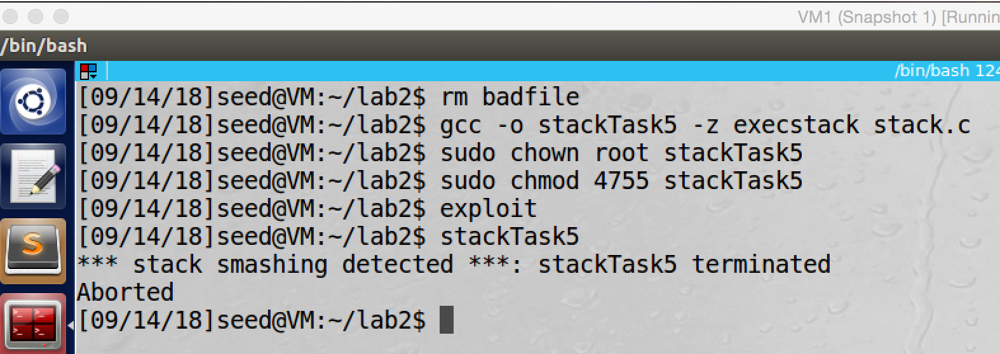 VM1 (Snapshot 1) [Runnin
/bin/bash
/bin/bash 124
[09/14/18]seed@VM:~/lab2$ rm badfile
[09/14/18]seed@VM:~/lab2$ gcc -o stackTask5 -z execstack stack.c
[09/14/18]seed@VM:~/lab2$ sudo chown root stackTask5
[09/14/18]seed@VM:~/lab2$ sudo chmod 4755 stackTask5
[09/14/18]seed@VM:~/lab2$ exploit
[09/14/18]seed@VM:~/lab2$ stackTask5
*** stack smashing detected ***: stackTask5 terminated
Aborted
[09/14/18]seed@VM:~/lab2$